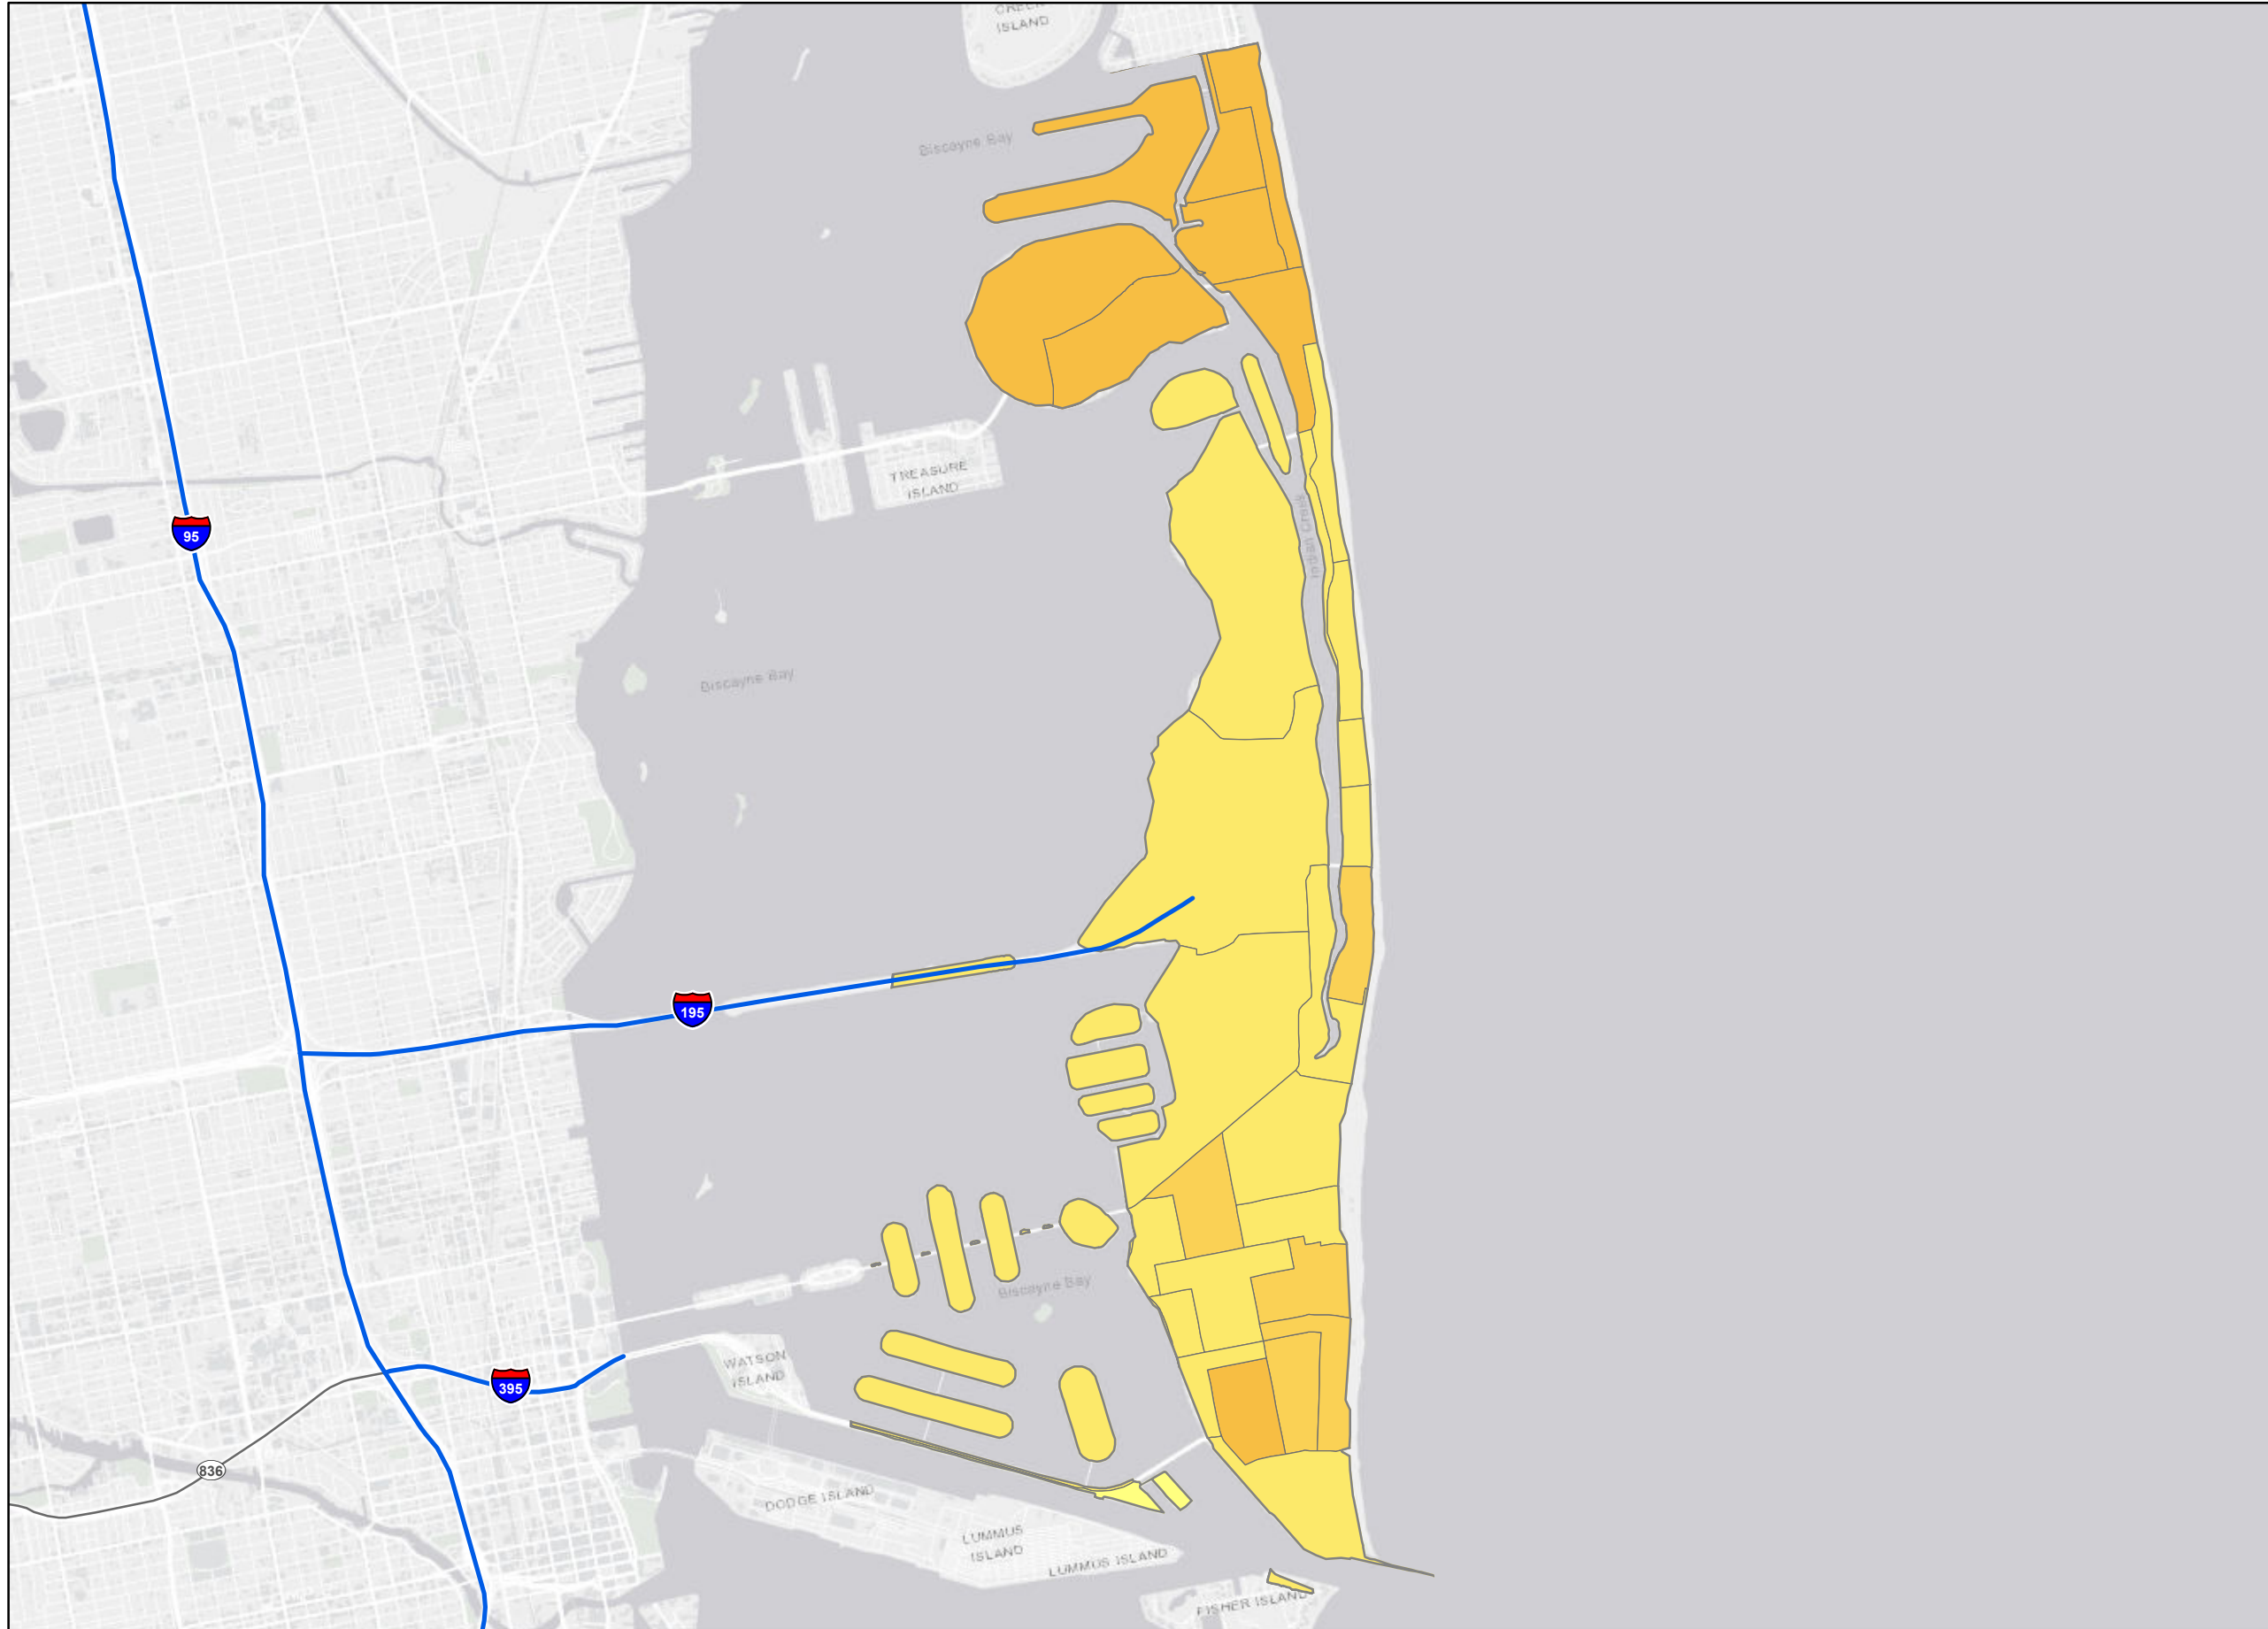 ISLAND
Biscayne Bay
TREASURE
ISLAND
95
Indian Creek
Biscayne Bay
195
Biscayne Bay
WATSON
ISLAND
395
836
DODGE ISLAND
LUMMUS
ISLAND
LUMMUS ISLAND
FISHER ISLAND